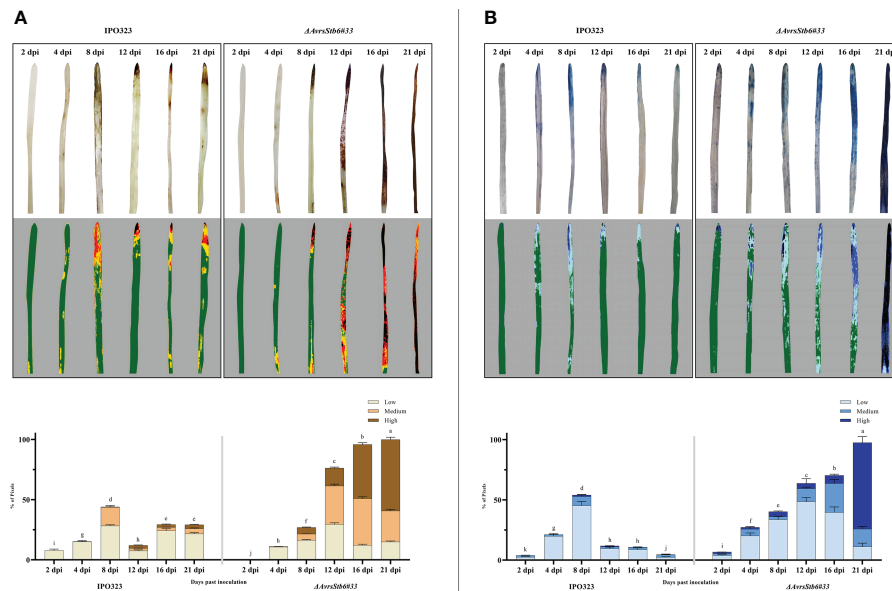 A
IPO323
ΔAvrsStb6#33
2 dpi 4 dpi 8 dpi 12 dpi 16 dpi 21 dpi
2 dpi 4 dpi 8 dpi 12 dpi 16 dpi 21 dpi
Low
Medium
High
% of Pixels
100
50
0
i g d h e e
j h f c b a
2 dpi 4 dpi 8 dpi 12 dpi 16 dpi 21 dpi
2 dpi 4 dpi 8 dpi 12 dpi 16 dpi 21 dpi
Days past inoculation
IPO323
ΔAvrsStb6#33
B
IPO323
ΔAvrsStb6#33
2 dpi 4 dpi 8 dpi 12 dpi 16 dpi 21 dpi
2 dpi 4 dpi 8 dpi 12 dpi 16 dpi 21 dpi
Low
Medium
High
% of Pixels
100
50
0
k g d h h j
i f e c b a
2 dpi 4 dpi 8 dpi 12 dpi 16 dpi 21 dpi
2 dpi 4 dpi 8 dpi 12 dpi 16 dpi 21 dpi
Days past inoculation
IPO323
ΔAvrsStb6#33